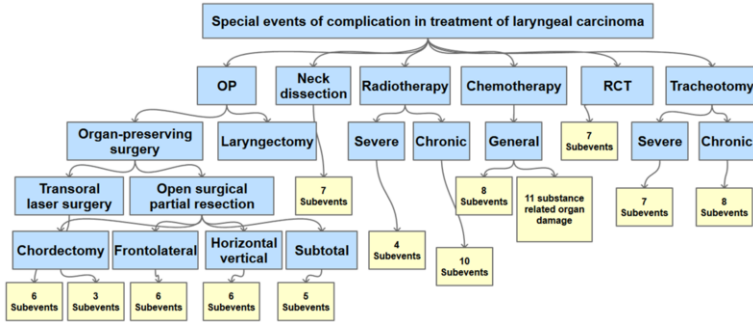 Special events of complication in treatment of laryngeal carcinoma
OP
Neck
dissection
Radiotherapy
Chemotherapy
RCT
Tracheotomy
Organ-preserving
surgery
Laryngectomy
Severe
Chronic
General
7
Subevents
Severe
Chronic
Transoral
laser surgery
Open surgical
partial resection
7
Subevents
8
Subevents
11 substance
related organ
damage
7
Subevents
8
Subevents
Chordectomy
Frontolateral
Horizontal
vertical
Subtotal
4
Subevents
10
Subevents
6
Subevents
3
Subevents
6
Subevents
6
Subevents
5
Subevents